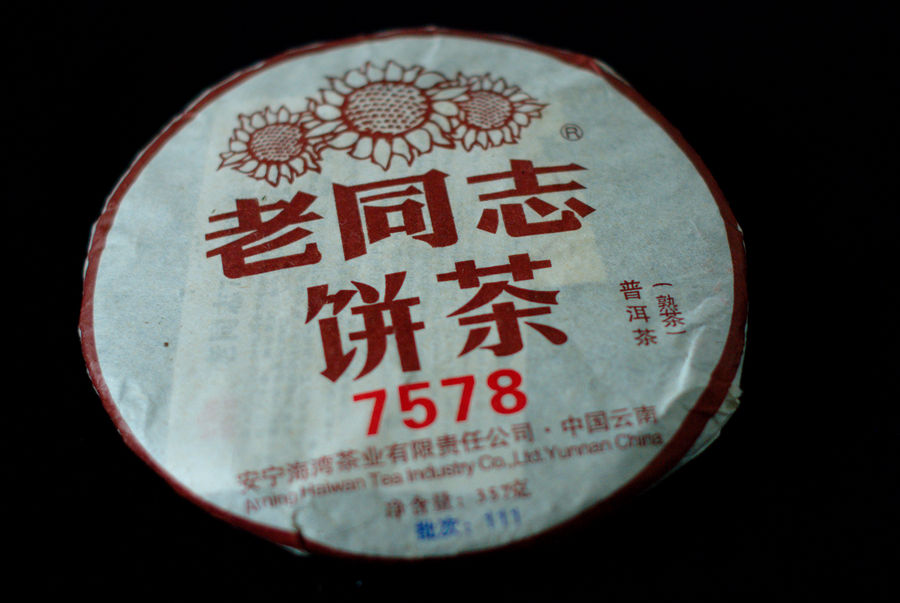 ®
老同志
饼茶
普洱茶
(熟茶)
7578
安宁海湾茶业有限责任公司·中国云南
Anning Haiwan Tea Industry Co.,Ltd.Yunnan China
净含量：357克
批次：111